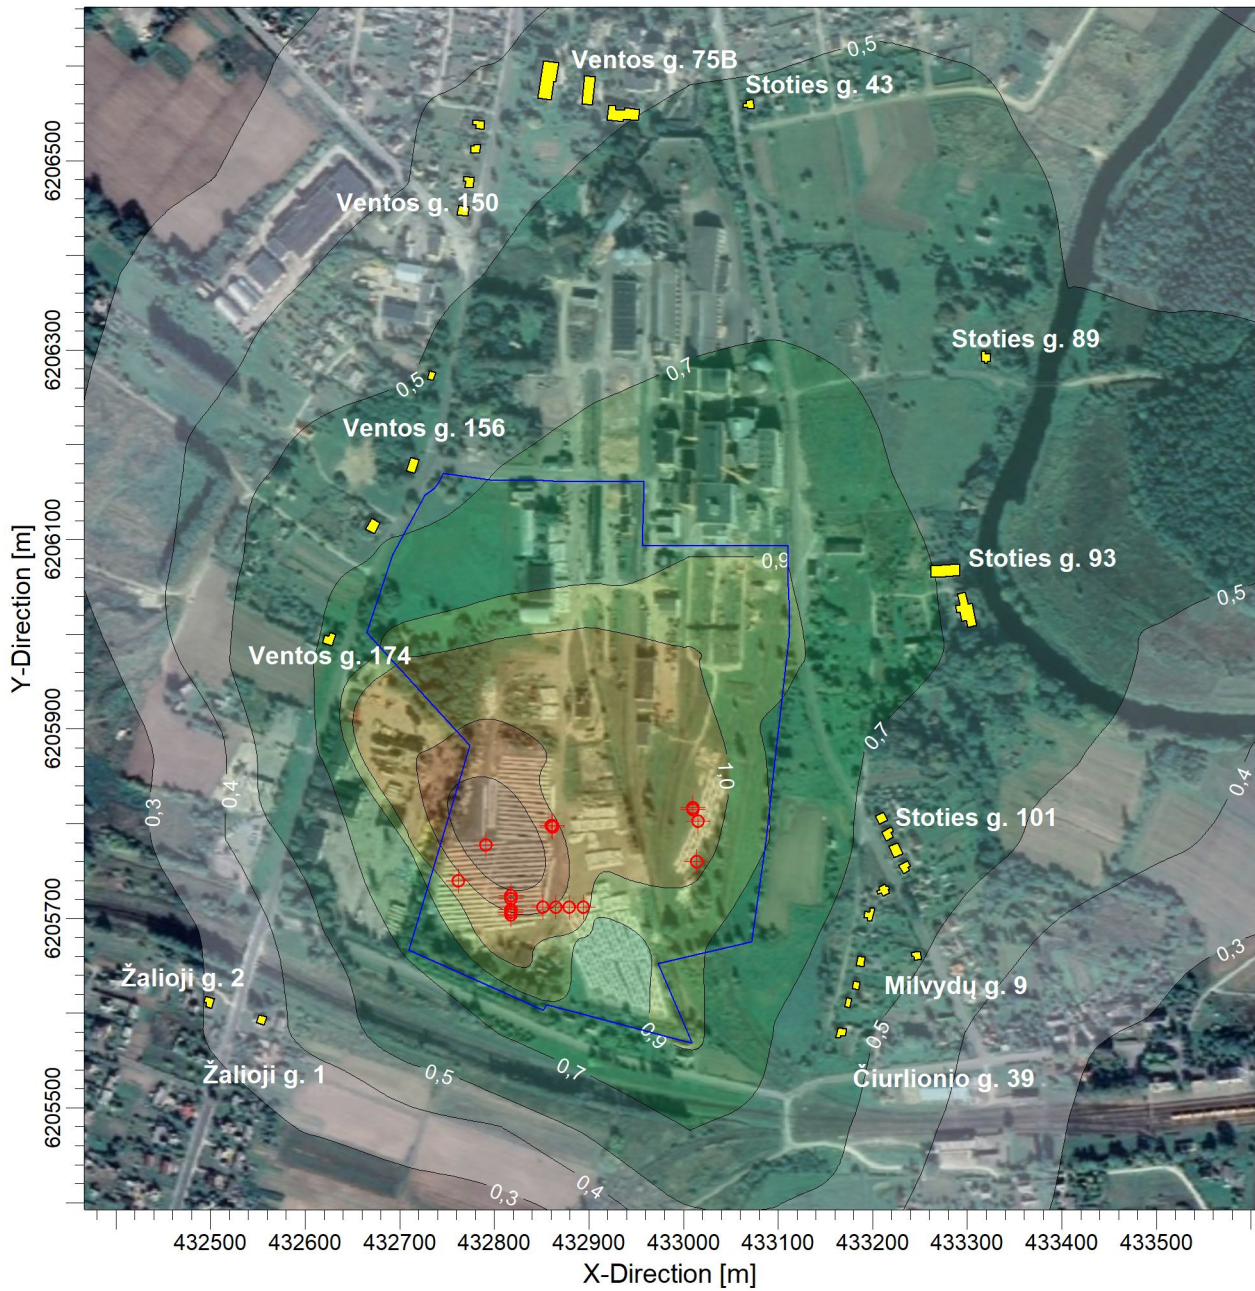 0,5
Ventos g. 75B
Stoties g. 43
Ventos g. 150
Stoties g. 89
0,7
0,5
Ventos g. 156
0,9
Stoties g. 93
0,5
Ventos g. 174
0,7
1,0
0,4
0,4
0,3
Stoties g. 101
0,3
Žalioji g. 2
Milvydų g. 9
0,9
0,5
0,7
0,5
Žalioji g. 1
Čiurlionio g. 39
0,4
0,3
6206500
6206300
6206100
6205900
6205700
6205500
Y-Direction [m]
432500 432600 432700 432800 432900 433000 433100 433200 433300 433400 433500
X-Direction [m]